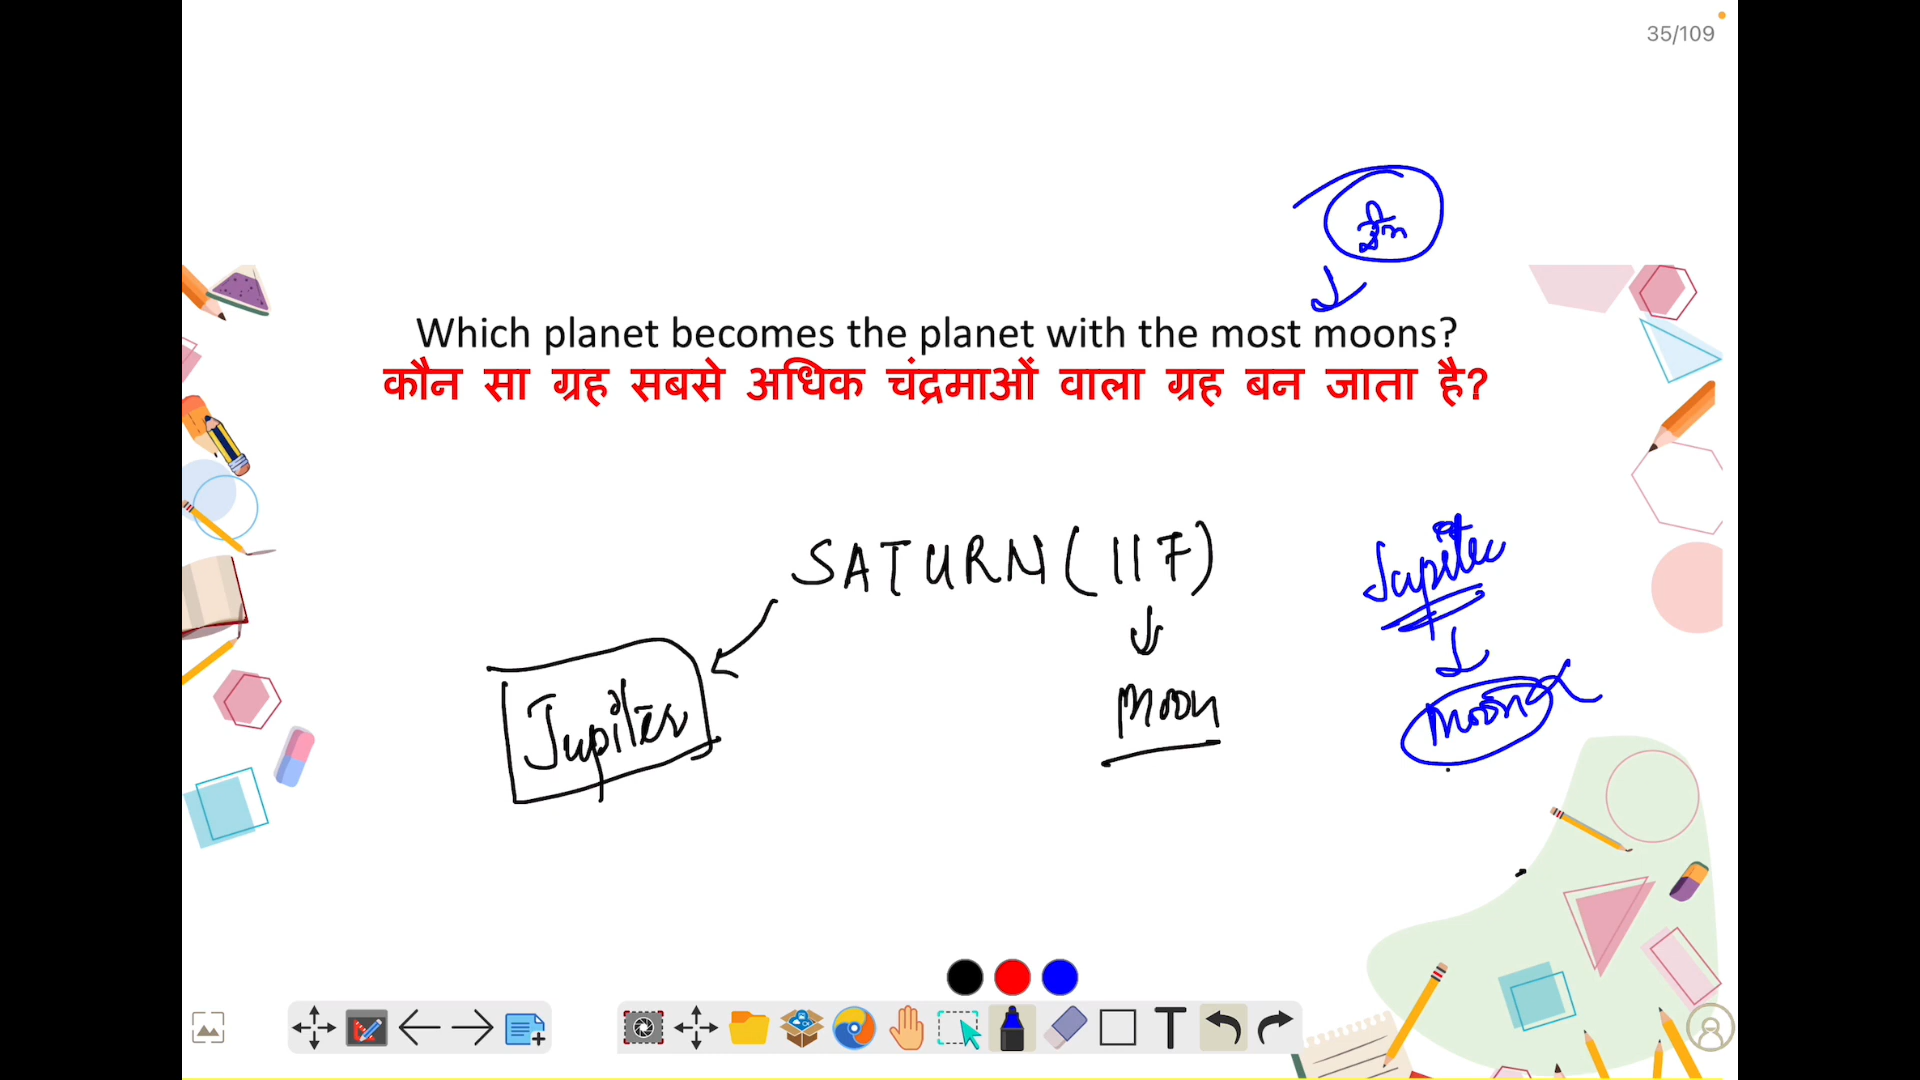 35/109
Which planet becomes the planet with the most moons?
कौन सा ग्रह सबसे अधिक चंद्रमाओं वाला ग्रह बन जाता है?
SATURN (117)
Jupiter
Moon
Jupiter
Moon
T